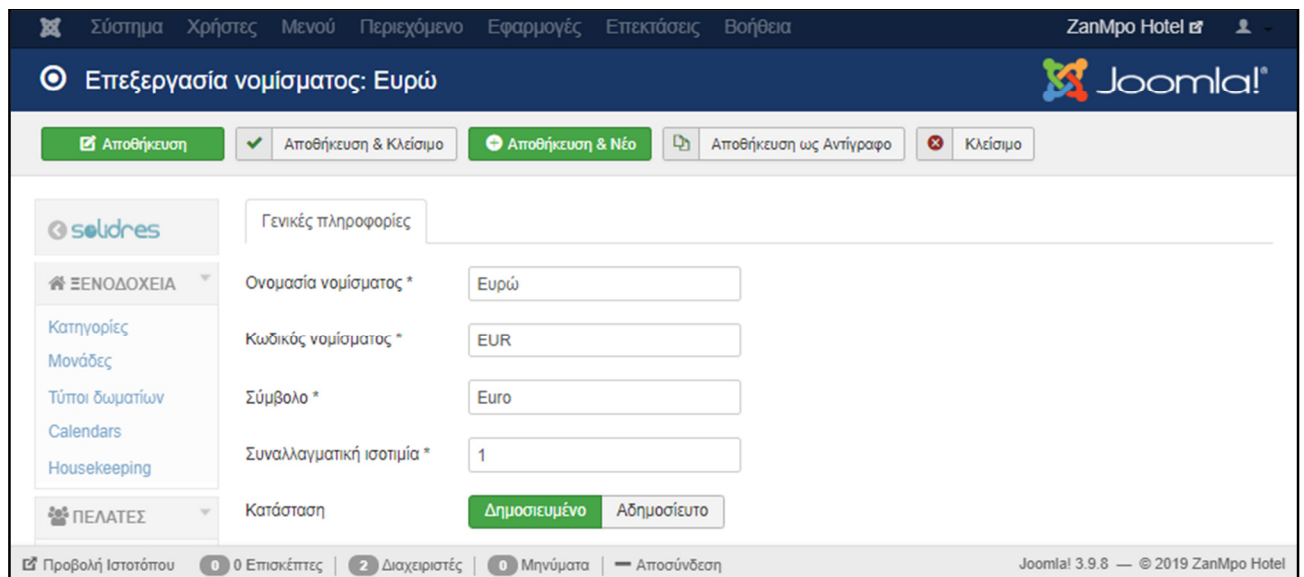 Σύστημα Χρήστες Μενού Περιεχόμενο Εφαρμογές Επεκτάσεις Βοήθεια ZanMpo Hotel
Επεξεργασία νομίσματος: Ευρώ Joomla!®
Αποθήκευση Αποθήκευση & Κλείσιμο Αποθήκευση & Νέο Αποθήκευση ως Αντίγραφο Κλείσιμο
solidres
Γενικές πληροφορίες
ΞΕΝΟΔΟΧΕΙΑ
Κατηγορίες
Μονάδες
Τύποι δωματίων
Calendars
Housekeeping
ΠΕΛΑΤΕΣ
Ονομασία νομίσματος * Ευρώ
Κωδικός νομίσματος * EUR
Σύμβολο * Euro
Συναλλαγματική ισοτιμία * 1
Κατάσταση Δημοσιευμένο Αδημοσίευτο
Προβολή Ιστοτόπου 0 0 Επισκέπτες | 2 Διαχειριστές | 0 Μηνύματα | Αποσύνδεση Joomla! 3.9.8 — © 2019 ZanMpo Hotel